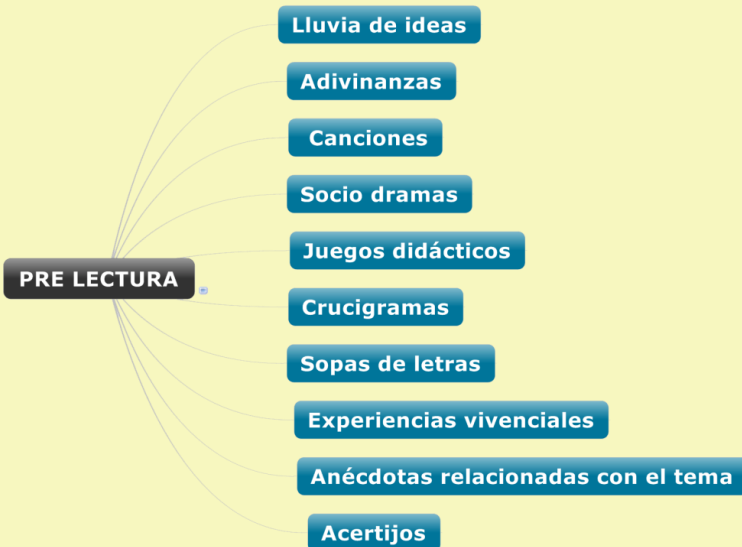 Lluvia de ideas
Adivinanzas
Canciones
Socio dramas
Juegos didácticos
PRE LECTURA
Crucigramas
Sopas de letras
Experiencias vivenciales
Anécdotas relacionadas con el tema
Acertijos